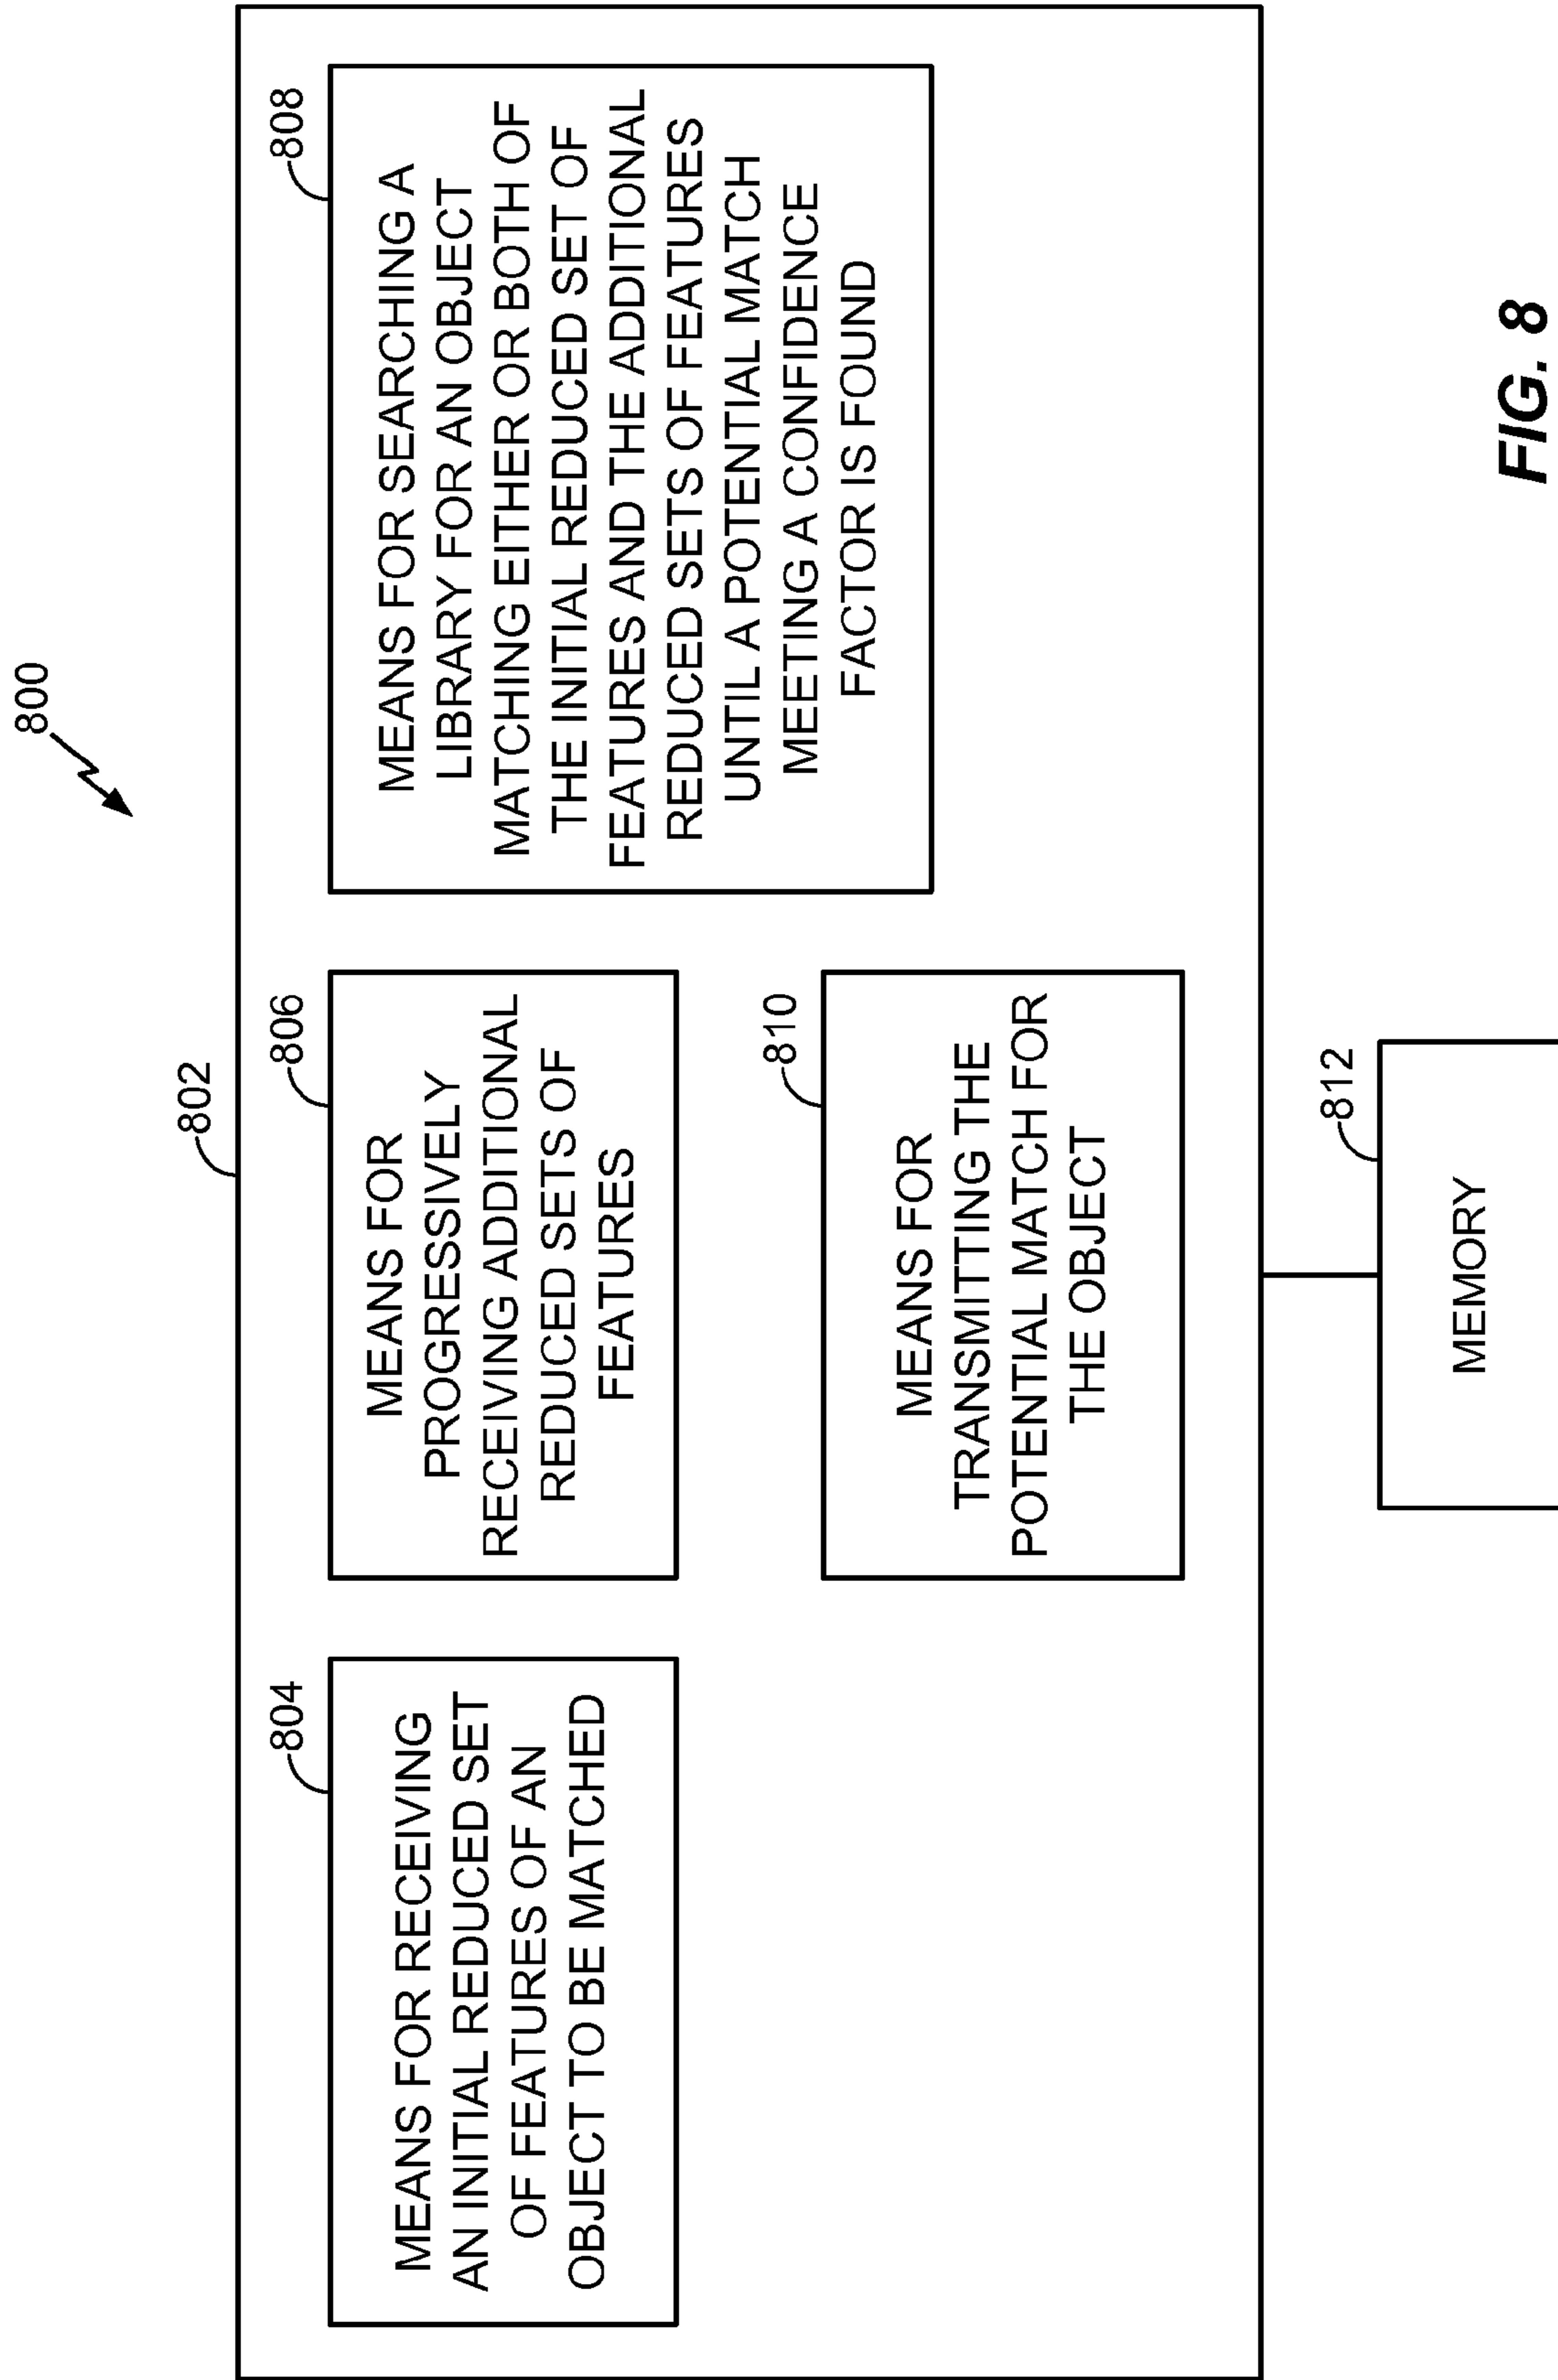 800
802
804
MEANS FOR RECEIVING
AN INITIAL REDUCED SET
OF FEATURES OF AN
OBJECT TO BE MATCHED
806
MEANS FOR
PROGRESSIVELY
RECEIVING ADDITIONAL
REDUCED SETS OF
FEATURES
808
MEANS FOR SEARCHING A
LIBRARY FOR AN OBJECT
MATCHING EITHER OR BOTH OF
THE INITIAL REDUCED SET OF
FEATURES AND THE ADDITIONAL
REDUCED SETS OF FEATURES
UNTIL A POTENTIAL MATCH
MEETING A CONFIDENCE
FACTOR IS FOUND
810
MEANS FOR
TRANSMITTING THE
POTENTIAL MATCH FOR
THE OBJECT
812
MEMORY
FIG. 8